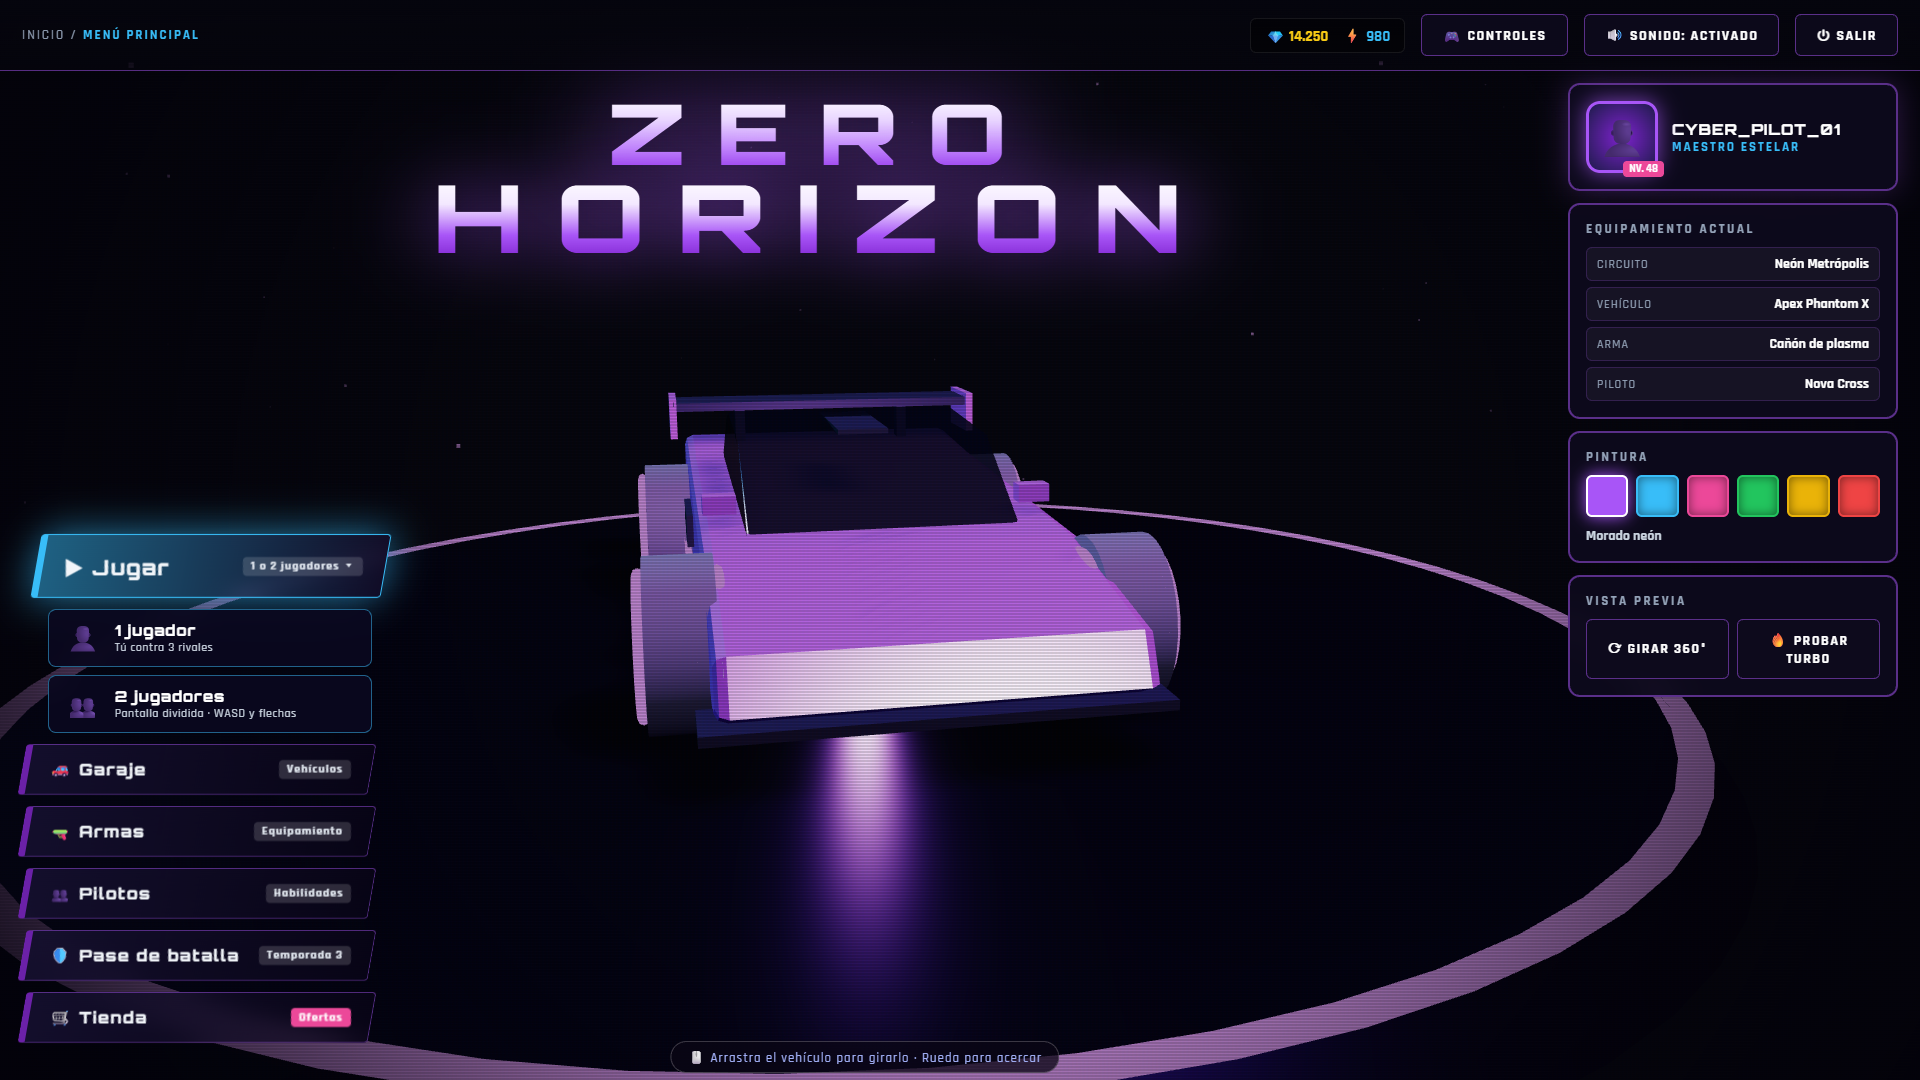 INICIO / MENÚ PRINCIPAL
14.250
980
CONTROLES
SONIDO: ACTIVADO
SALIR
ZERO
HORIZON
CYBER_PILOT_01
MAESTRO ESTELAR
NV. 48
EQUIPAMIENTO ACTUAL
CIRCUITO Neón Metrópolis
VEHÍCULO Apex Phantom X
ARMA Cañón de plasma
PILOTO Nova Cross
PINTURA
Morado neón
VISTA PREVIA
GIRAR 360°
PROBAR
TURBO
Jugar 1 o 2 jugadores
1 jugador
Tú contra 3 rivales
2 jugadores
Pantalla dividida · WASD y flechas
Garaje Vehículos
Armas Equipamiento
Pilotos Habilidades
Pase de batalla Temporada 3
Tienda Ofertas
Arrastra el vehículo para girarlo · Rueda para acercar